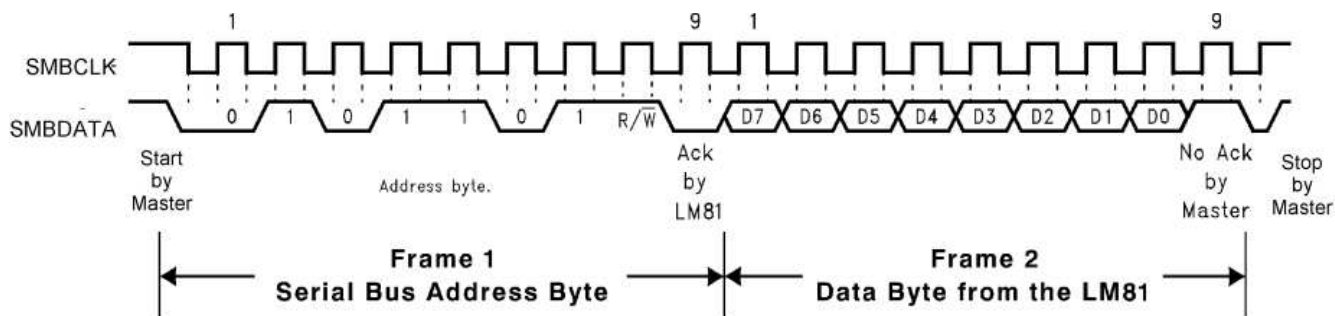 1 9 1 9
SMBCLK
SMBDATA 0 1 0 1 1 0 1 R/W̅ D7 D6 D5 D4 D3 D2 D1 D0
Start
by
Master
Address byte.
Ack
by
LM81
No Ack
by
Master
Stop
by
Master
Frame 1
Serial Bus Address Byte
Frame 2
Data Byte from the LM81